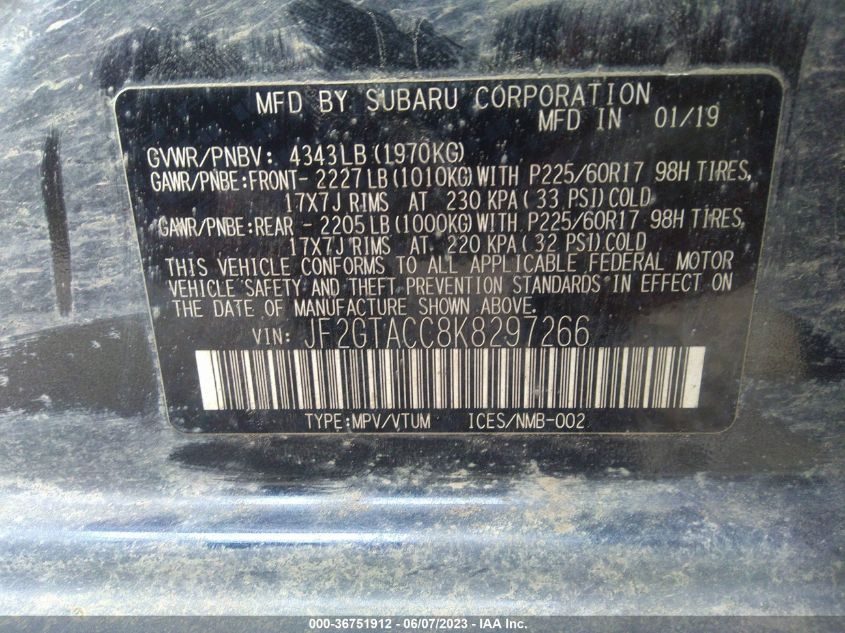 MFD BY SUBARU CORPORATION
MFD IN 01/19
GVWR/PNBV: 4343LB(1970KG)
GAWR/PNBE:FRONT- 2227LB(1010KG)WITH P225/60R17 98H TIRES,
17X7J RIMS AT 230 KPA(33 PSI)COLD
GAWR/PNBE:REAR - 2205LB(1000KG)WITH P225/60R17 98H TIRES,
17X7J RIMS AT 220 KPA(32 PSI)COLD
THIS VEHICLE CONFORMS TO ALL APPLICABLE FEDERAL MOTOR
VEHICLE SAFETY AND THEFT PREVENTION STANDARDS IN EFFECT ON
THE DATE OF MANUFACTURE SHOWN ABOVE.
VIN: JF2GTACC8K8297266
TYPE:MPV/VTUM ICES/NMB-002
000-36751912 - 06/07/2023 - IAA Inc.